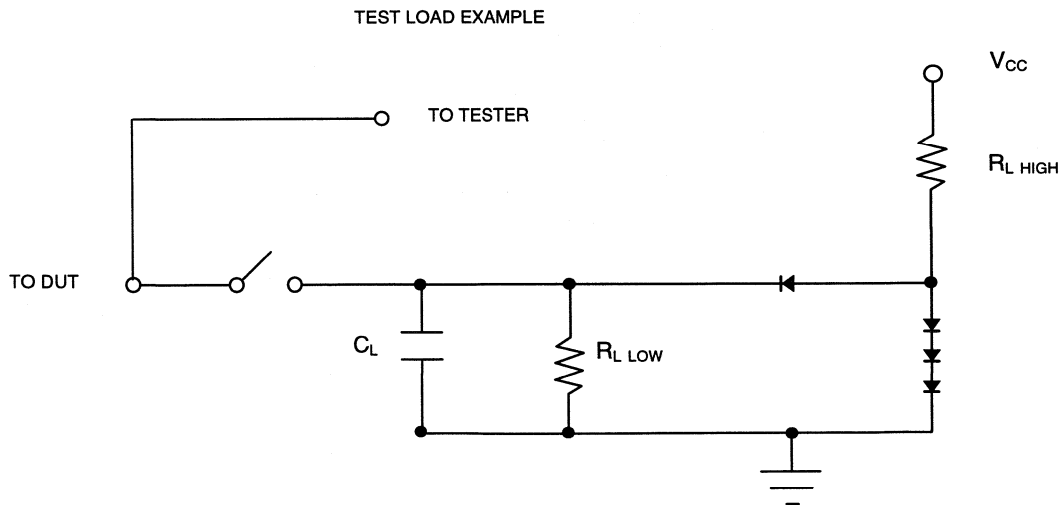 TEST LOAD EXAMPLE
VCC
TO TESTER
RL HIGH
TO DUT
CL
RL LOW